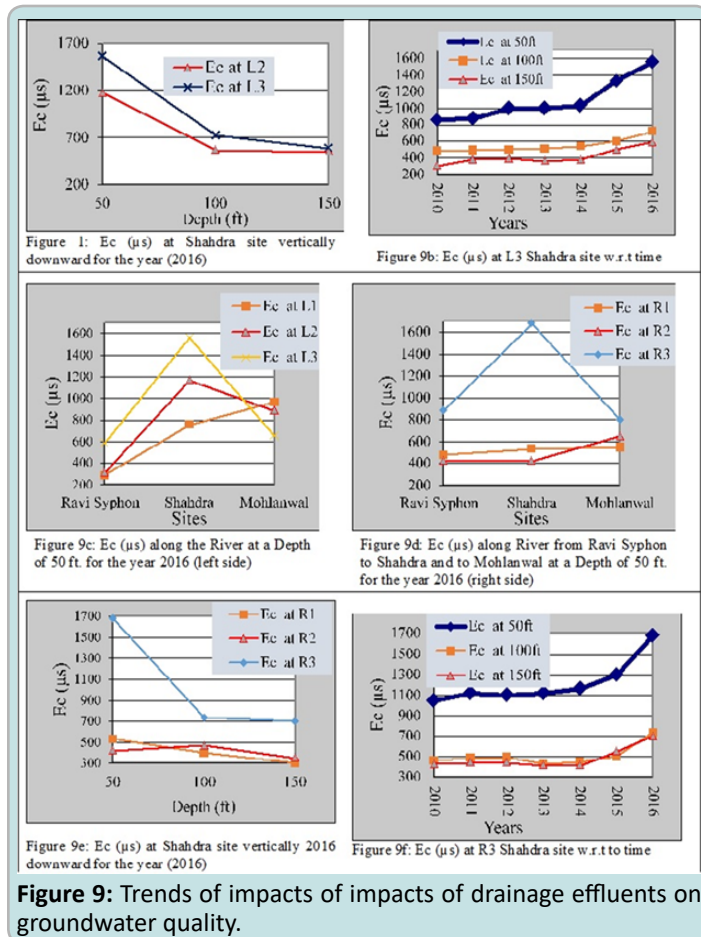 1700
1200
700
200
Ec (µs)
Ec at L2
Ec at L3
50 100 150
Depth (ft)
Figure 1: Ec (µs) at Shahdra site vertically
downward for the year (2016)
1600
1400
1200
1000
800
600
400
200
Ec (µs)
Ec at 50ft
Ec at 100ft
Ec at 150ft
2010 2011 2012 2013 2014 2015 2016
Years
Figure 9b: Ec (µs) at L3 Shahdra site w.r.t time
1600
1400
1200
1000
800
600
400
200
Ec (µs)
Ec at L1
Ec at L2
Ec at L3
Ravi Syphon Shahdra Mohlanwal
Sites
Figure 9c: Ec (µs) along the River at a Depth
of 50 ft. for the year 2016 (left side)
1600
1400
1200
1000
800
600
400
200
Ec (µs)
Ec at R1
Ec at R2
Ec at R3
Ravi Syphon Shahdra Mohlanwal
Sites
Figure 9d: Ec (µs) along River from Ravi Syphon
to Shahdra and to Mohlanwal at a Depth of 50 ft.
for the year 2016 (right side)
1700
1500
1300
1100
900
700
500
300
Ec (µs)
Ec at R1
Ec at R2
Ec at R3
50 100 150
Depth (ft)
Figure 9e: Ec (µs) at Shahdra site vertically 2016
downward for the year (2016)
1700
1500
1300
1100
900
700
500
300
Ec (µs)
Ec at 50ft
Ec at 100ft
Ec at 150ft
2010 2011 2012 2013 2014 2015 2016
Years
Figure 9f: Ec (µs) at R3 Shahdra site w.r.t to time
Figure 9: Trends of impacts of impacts of drainage effluents on
groundwater quality.